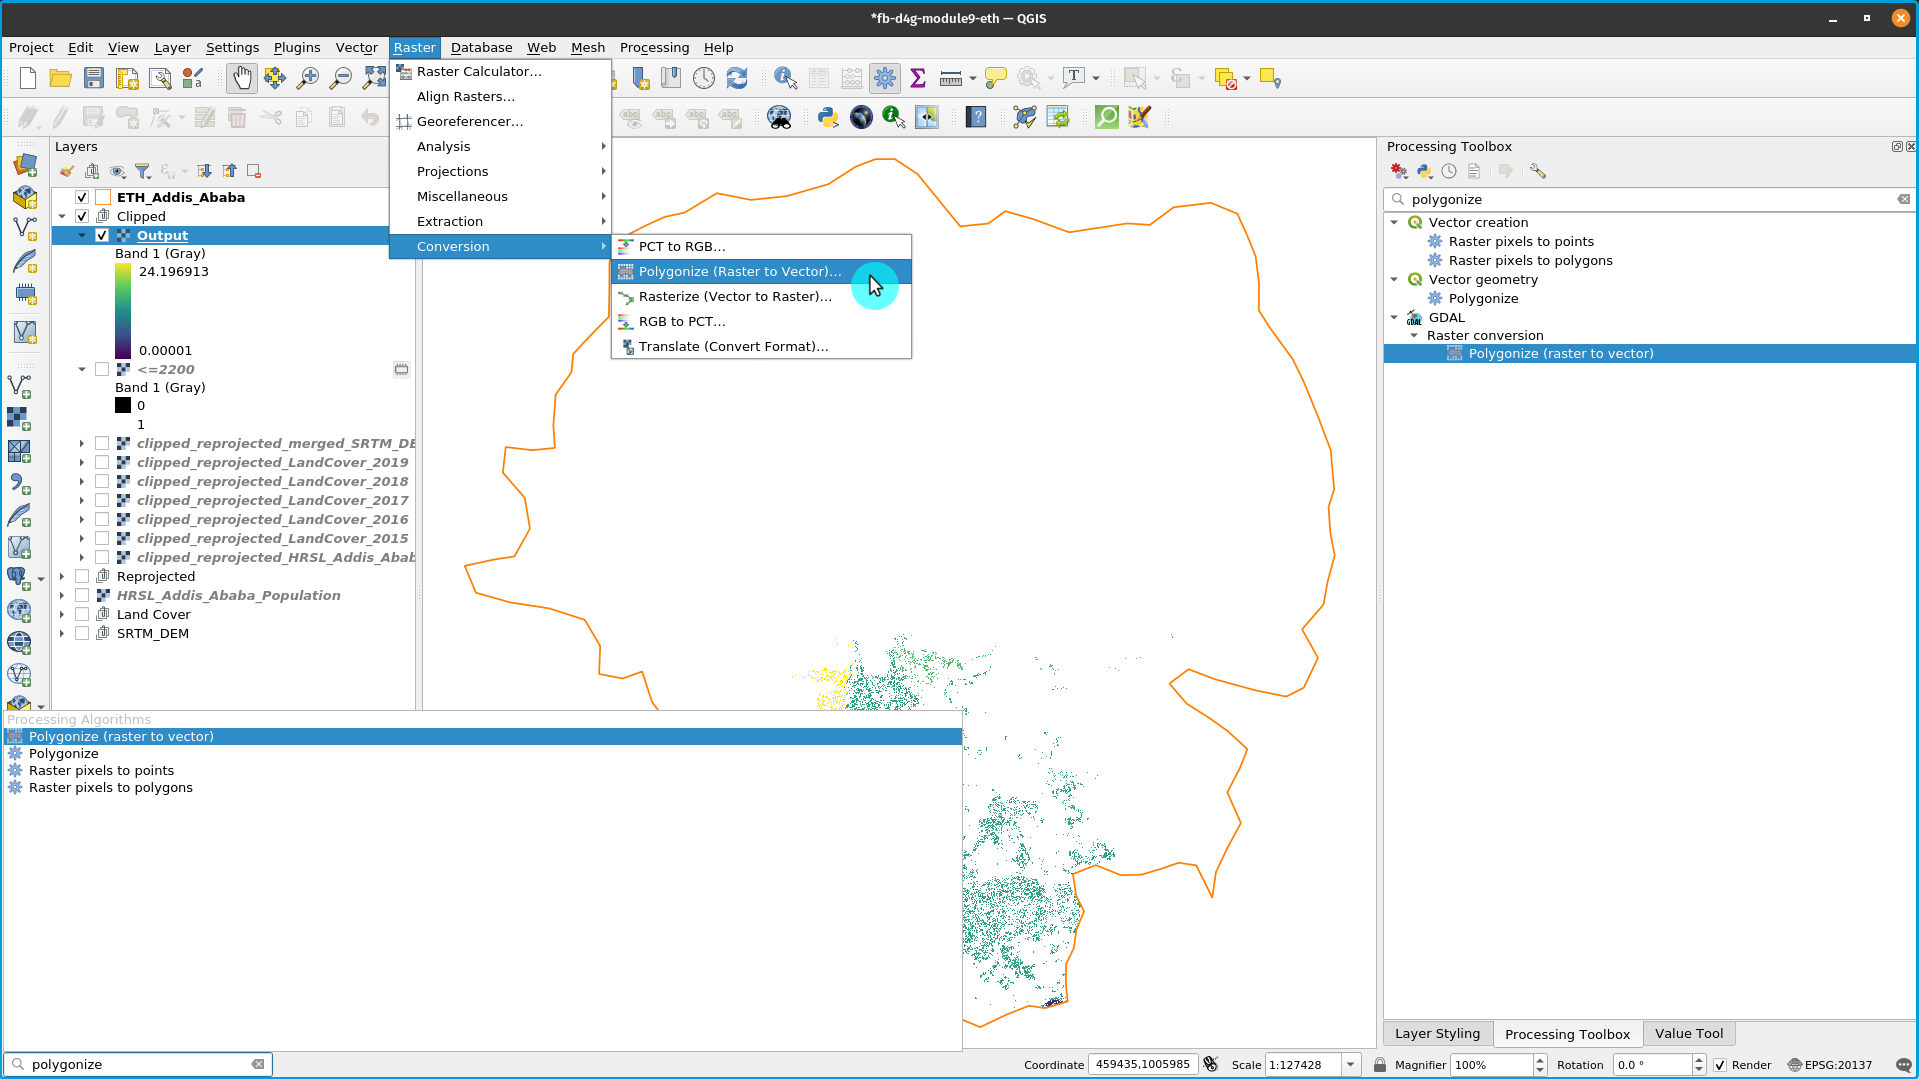 *fb-d4g-module9-eth — QGIS
Project Edit View Layer Settings Plugins Vector Raster Database Web Mesh Processing Help
Raster Calculator...
Align Rasters...
Georeferencer...
Analysis
Projections
Miscellaneous
Extraction
Conversion
PCT to RGB...
Polygonize (Raster to Vector)...
Rasterize (Vector to Raster)...
RGB to PCT...
Translate (Convert Format)...
Layers
ETH_Addis_Ababa
Clipped
Output
Band 1 (Gray)
24.196913
0.00001
<=2200
Band 1 (Gray)
0
1
clipped_reprojected_merged_SRTM_DE
clipped_reprojected_LandCover_2019
clipped_reprojected_LandCover_2018
clipped_reprojected_LandCover_2017
clipped_reprojected_LandCover_2016
clipped_reprojected_LandCover_2015
clipped_reprojected_HRSL_Addis_Abab
Reprojected
HRSL_Addis_Ababa_Population
Land Cover
SRTM_DEM
Processing Algorithms
Polygonize (raster to vector)
Polygonize
Raster pixels to points
Raster pixels to polygons
polygonize
Processing Toolbox
polygonize
Vector creation
Raster pixels to points
Raster pixels to polygons
Vector geometry
Polygonize
GDAL
Raster conversion
Polygonize (raster to vector)
Layer Styling Processing Toolbox Value Tool
Coordinate 459435,1005985 Scale 1:127428 Magnifier 100% Rotation 0.0 ° Render EPSG:20137